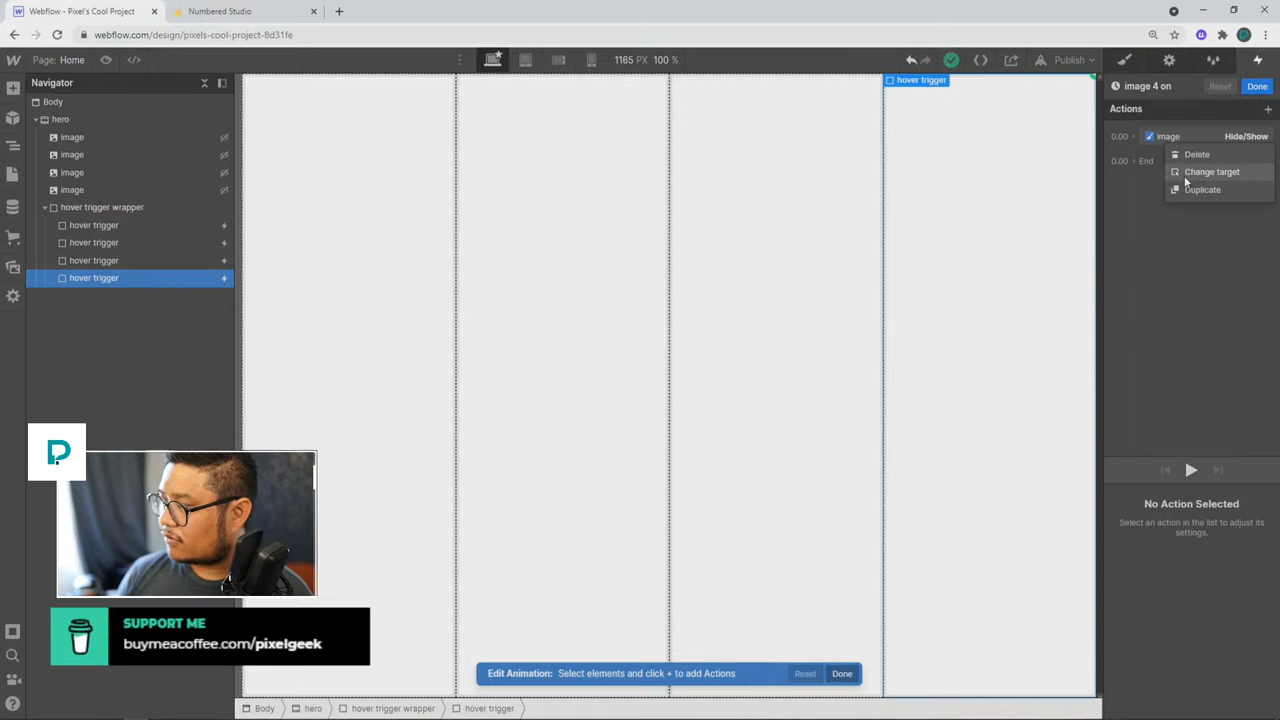 Webflow - Pixel's Cool Project
Numbered Studio
webflow.com/design/pixels-cool-project-8d31fe
Page: Home
1165 PX 100 %
Publish
Navigator
Body
hero
image
image
image
image
hover trigger wrapper
hover trigger
hover trigger
hover trigger
hover trigger
hover trigger
image 4 on
Reset
Done
Actions
0.00
image
Hide/Show
0.00
End
Delete
Change target
Duplicate
No Action Selected
Select an action in the list to adjust its
settings.
SUPPORT ME
buymeacoffee.com/pixelgeek
Edit Animation: Select elements and click + to add Actions
Reset
Done
Body
hero
hover trigger wrapper
hover trigger